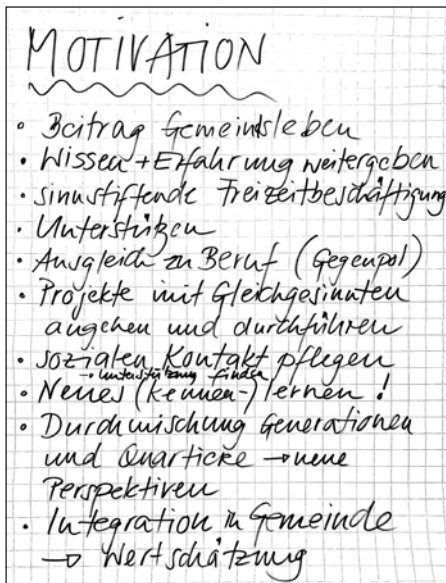 MOTIVATION
• Beitrag Gemeindsleben
• Wissen + Erfahrung weitergeben
• sinnstiftende Freizeitbeschäftigung
• Unterstützen
• Ausgleich zu Beruf (Gegenpol)
• Projekte mit Gleichgesinnten
angehen und durchführen
• sozialen Kontakt pflegen
→ Unterstützung finden
• Neues (kennen-) lernen!
• Durchmischung Generationen
und Quartiere → neue
Perspektiven
• Integration in Gemeinde
→ Wertschätzung